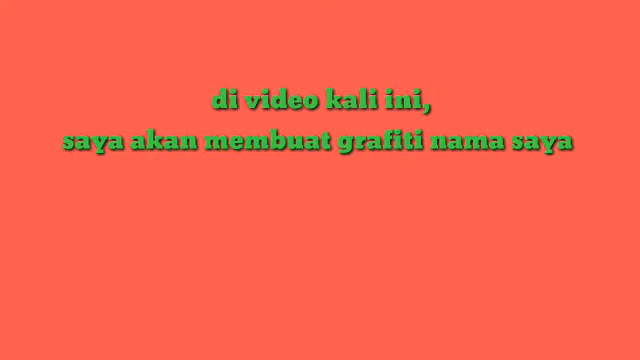 di video kali ini,
saya akan membuat grafiti nama saya